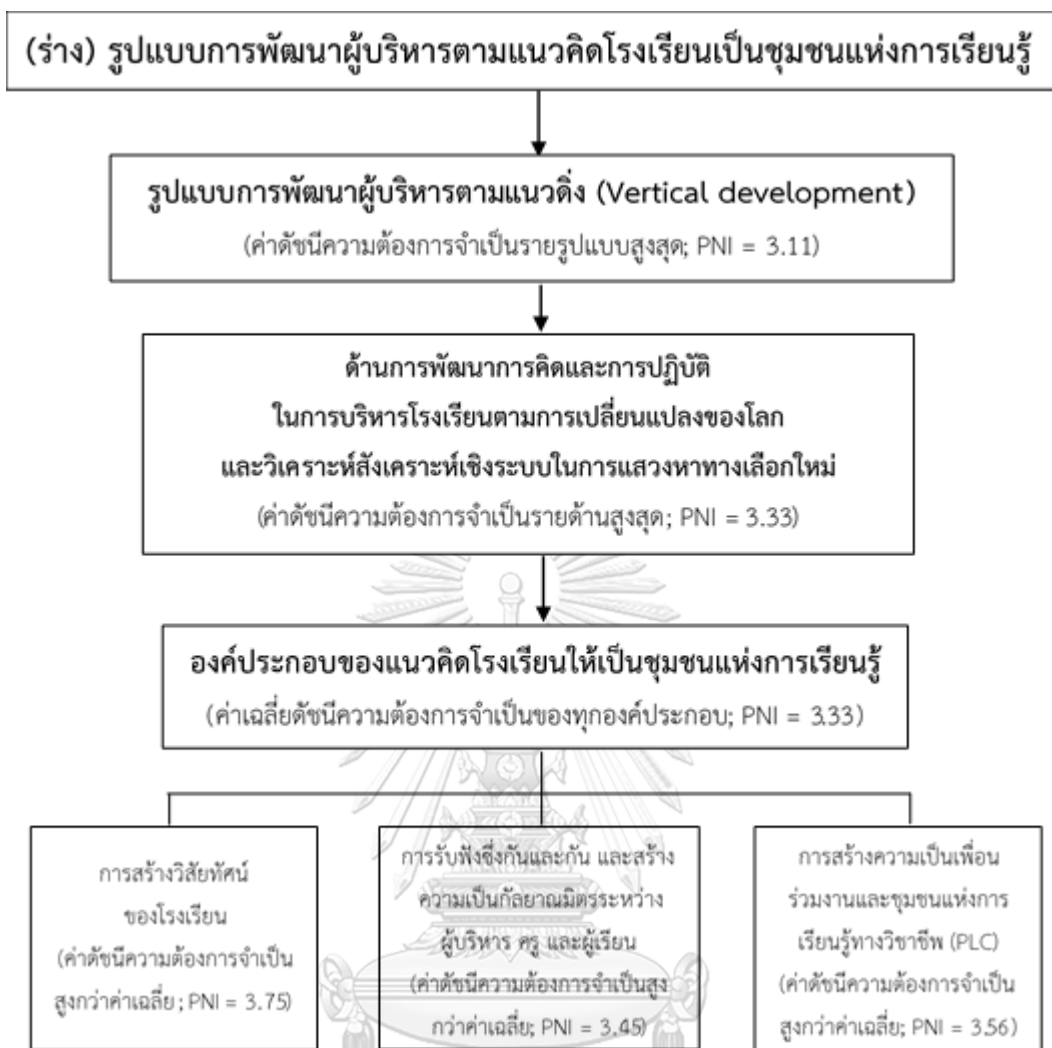 (ร่าง) รูปแบบการพัฒนาผู้บริหารตามแนวคิดโรงเรียนเป็นชุมชนแห่งการเรียนรู้
รูปแบบการพัฒนาผู้บริหารตามแนวดิ่ง (Vertical development)
(ค่าดัชนีความต้องการจำเป็นรายรูปแบบสูงสุด; PNI = 3.11)
ด้านการพัฒนาการคิดและการปฏิบัติ
ในการบริหารโรงเรียนตามการเปลี่ยนแปลงของโลก
และวิเคราะห์สังเคราะห์เชิงระบบในการแสวงหาทางเลือกใหม่
(ค่าดัชนีความต้องการจำเป็นรายด้านสูงสุด; PNI = 3.33)
องค์ประกอบของแนวคิดโรงเรียนให้เป็นชุมชนแห่งการเรียนรู้
(ค่าเฉลี่ยดัชนีความต้องการจำเป็นของทุกองค์ประกอบ; PNI = 3.33)
การสร้างวิสัยทัศน์
ของโรงเรียน
(ค่าดัชนีความต้องการจำเป็น
สูงกว่าค่าเฉลี่ย; PNI = 3.75)
การรับฟังซึ่งกันและกัน และสร้าง
ความเป็นกัลยาณมิตรระหว่าง
ผู้บริหาร ครู และผู้เรียน
(ค่าดัชนีความต้องการจำเป็นสูง
กว่าค่าเฉลี่ย; PNI = 3.45)
การสร้างความเป็นเพื่อน
ร่วมงานและชุมชนแห่งการ
เรียนรู้ทางวิชาชีพ (PLC)
(ค่าดัชนีความต้องการจำเป็น
สูงกว่าค่าเฉลี่ย; PNI = 3.56)